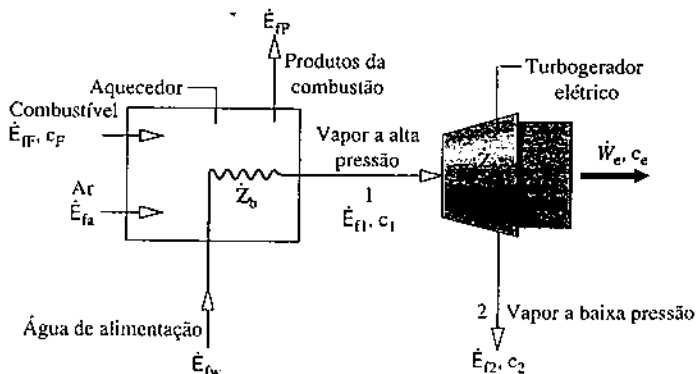 Ė_fP
Produtos da
combustão
Aquecedor
Turbogerador
elétrico
Combustível
Ė_fF, c_F
Vapor a alta
pressão
Ẇ_e, c_e
Ar
Ė_fa
Ż_b
1
Ė_f1, c_1
2 Vapor a baixa pressão
Água de alimentação
Ė_fw
Ė_f2, c_2